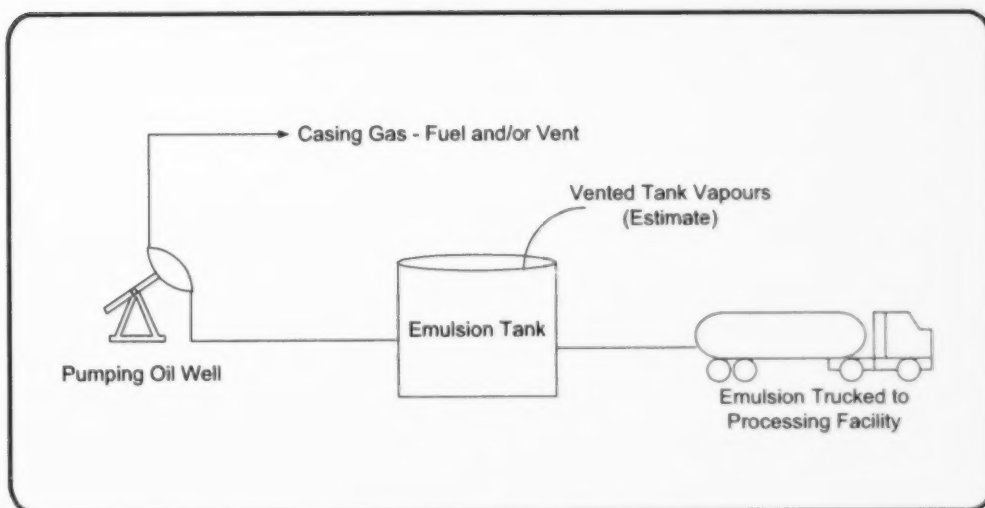 Casing Gas - Fuel and/or Vent
Vented Tank Vapours
(Estimate)
Emulsion Tank
Pumping Oil Well
Emulsion Trucked to
Processing Facility